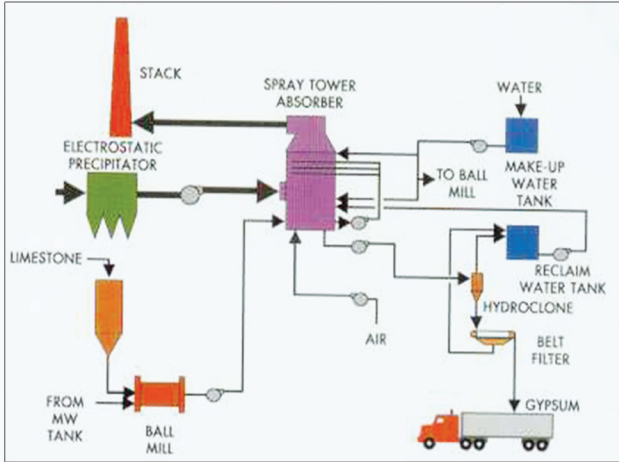 STACK
SPRAY TOWER
ABSORBER
WATER
ELECTROSTATIC
PRECIPITATOR
TO BALL
MILL
MAKE-UP
WATER
TANK
LIMESTONE
RECLAIM
WATER TANK
HYDROCLONE
AIR
BELT
FILTER
FROM
MW
TANK
BALL
MILL
GYPSUM